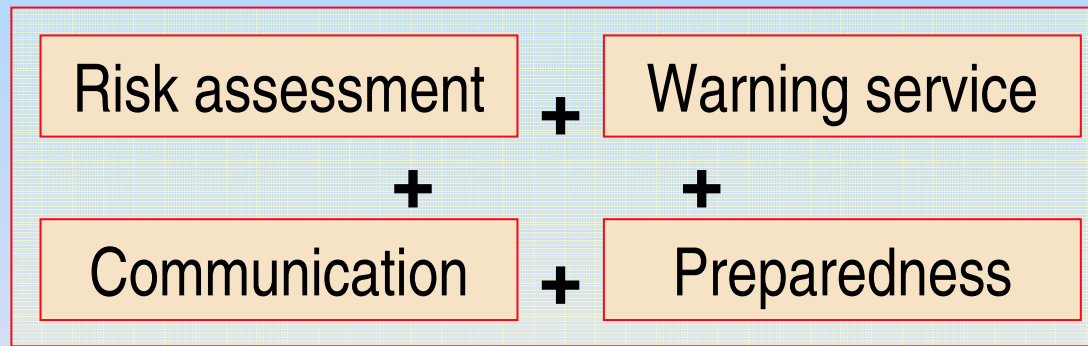 Risk assessment + Warning service
+ +
Communication + Preparedness